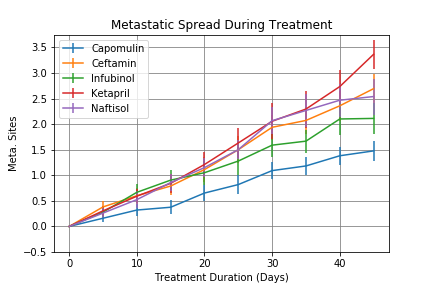 Metastatic Spread During Treatment
Capomulin
Ceftamin
Infubinol
Ketapril
Naftisol
Meta. Sites
3.5
3.0
2.5
2.0
1.5
1.0
0.5
0.0
−0.5
0
10
20
30
40
Treatment Duration (Days)